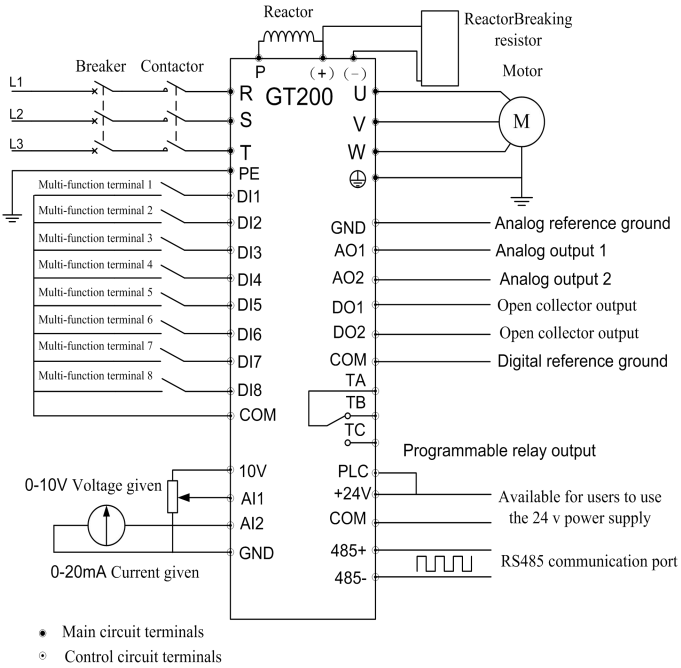 Reactor
ReactorBreaking
resistor
Breaker Contactor
P (+) (−)
Motor
L1
R GT200 U
L2
S V M
L3
T W
PE
Multi-function terminal 1
DI1
Multi-function terminal 2
DI2
GND Analog reference ground
Multi-function terminal 3
DI3
AO1 Analog output 1
Multi-function terminal 4
DI4
AO2 Analog output 2
Multi-function terminal 5
DI5
DO1 Open collector output
Multi-function terminal 6
DI6
DO2 Open collector output
Multi-function terminal 7
DI7
COM Digital reference ground
Multi-function terminal 8
DI8
TA
TB
COM
TC
Programmable relay output
10V PLC
0-10V Voltage given
AI1 +24V
Available for users to use
the 24 v power supply
AI2 COM
GND 485+
RS485 communication port
0-20mA Current given
485-
Main circuit terminals
Control circuit terminals